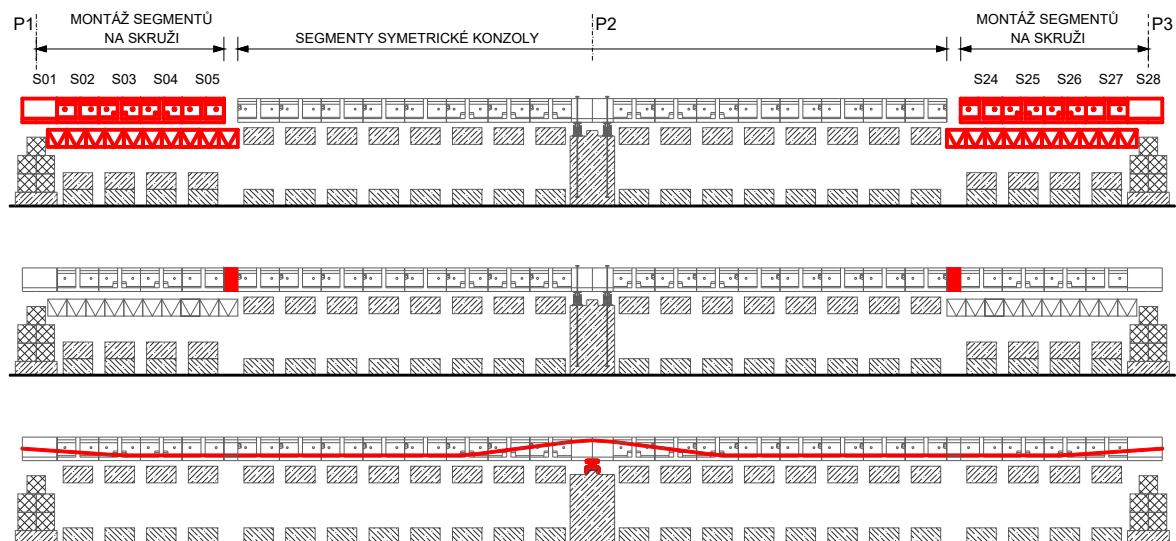 P1
MONTÁŽ SEGMENTŮ
NA SKRUŽI
SEGMENTY SYMETRICKÉ KONZOLY
P2
MONTÁŽ SEGMENTŮ
NA SKRUŽI
P3
S01 S02 S03 S04 S05
S24 S25 S26 S27 S28